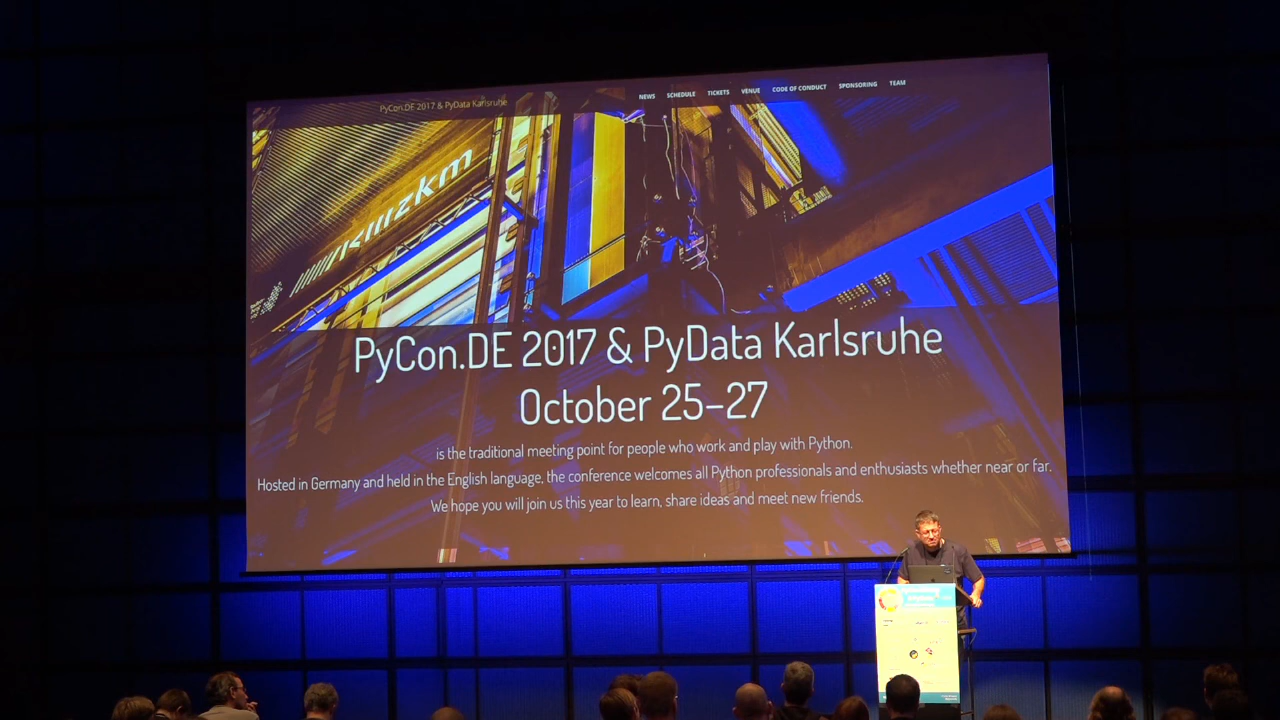 PyCon.DE 2017 & PyData Karlsruhe
NEWS SCHEDULE TICKETS VENUE CODE OF CONDUCT SPONSORING TEAM
zkm
PyCon.DE 2017 & PyData Karlsruhe
October 25–27
is the traditional meeting point for people who work and play with Python.
Hosted in Germany and held in the English language, the conference welcomes all Python professionals and enthusiasts whether near or far.
We hope you will join us this year to learn, share ideas and meet new friends.